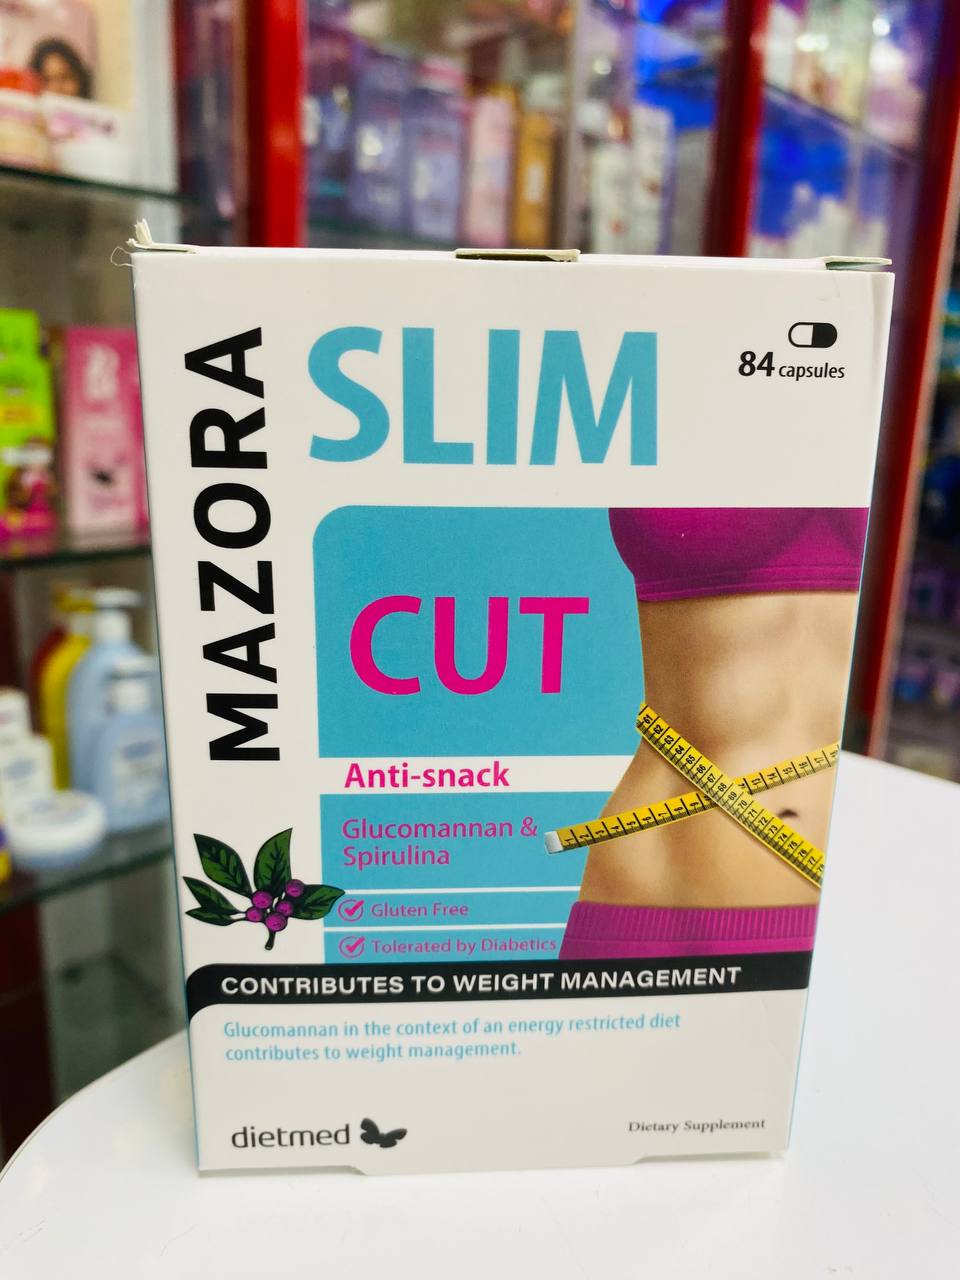 MAZORA
SLIM
84 capsules
CUT
Anti-snack
Glucomannan &
Spirulina
Gluten Free
Tolerated by Diabetics
CONTRIBUTES TO WEIGHT MANAGEMENT
Glucomannan in the context of an energy restricted diet
contributes to weight management.
dietmed
Dietary Supplement